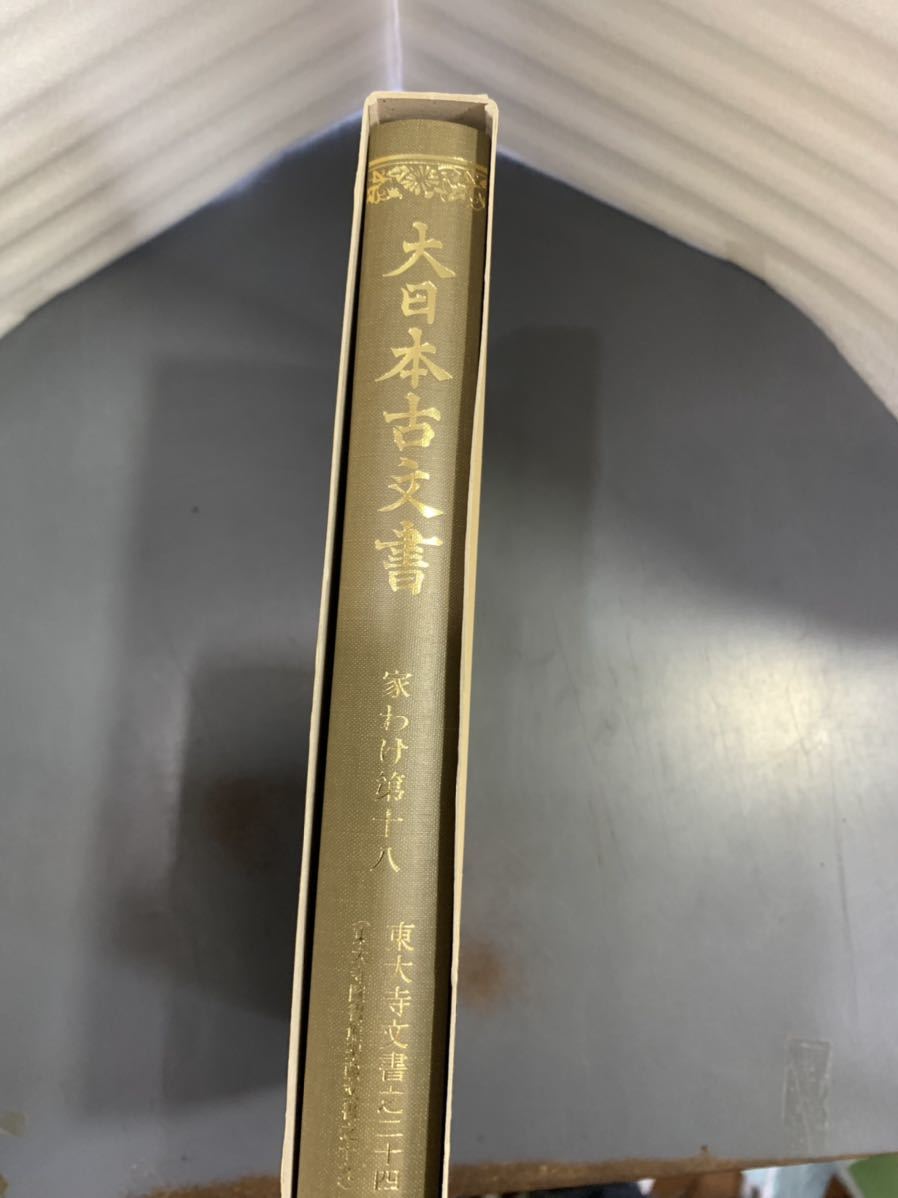 大日本古文書
家わけ第十八
東大寺文書之二十四